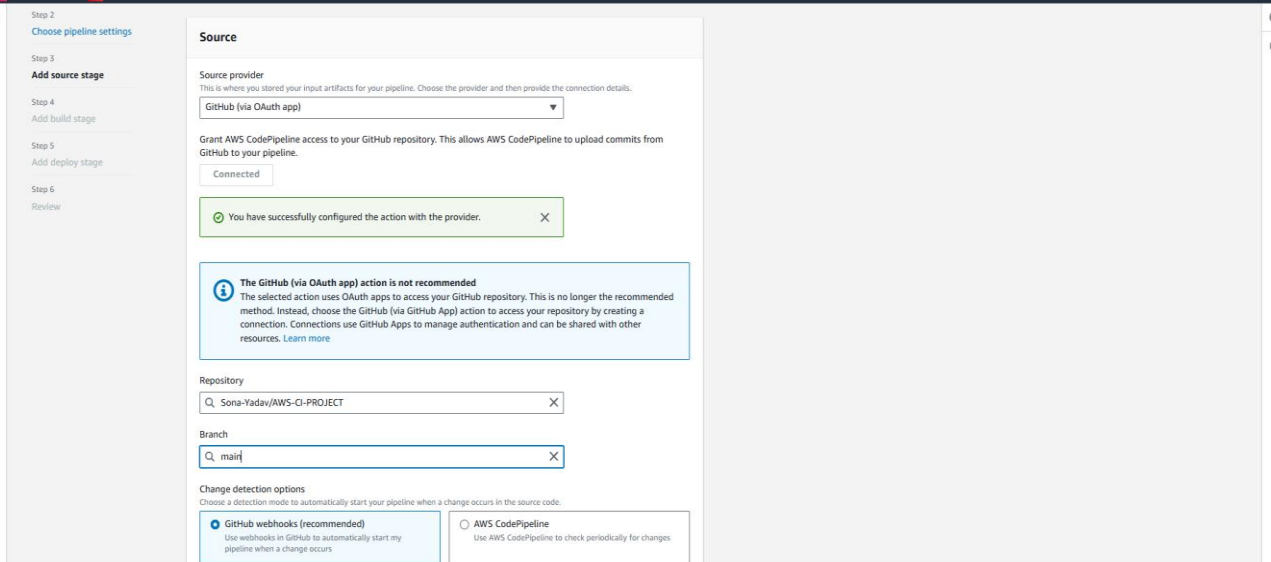 Step 2
Choose pipeline settings
Step 3
Add source stage
Step 4
Add build stage
Step 5
Add deploy stage
Step 6
Review
Source
Source provider
This is where you stored your input artifacts for your pipeline. Choose the provider and then provide the connection details.
GitHub (via OAuth app)
Grant AWS CodePipeline access to your GitHub repository. This allows AWS CodePipeline to upload commits from
GitHub to your pipeline.
Connected
You have successfully configured the action with the provider.
The GitHub (via OAuth app) action is not recommended
The selected action uses OAuth apps to access your GitHub repository. This is no longer the recommended
method. Instead, choose the GitHub (via GitHub App) action to access your repository by creating a
connection. Connections use GitHub Apps to manage authentication and can be shared with other
resources. Learn more
Repository
Sona-Yadav/AWS-CI-PROJECT
Branch
main
Change detection options
Choose a detection mode to automatically start your pipeline when a change occurs in the source code.
GitHub webhooks (recommended)
Use webhooks in GitHub to automatically start my
pipeline when a change occurs
AWS CodePipeline
Use AWS CodePipeline to check periodically for changes